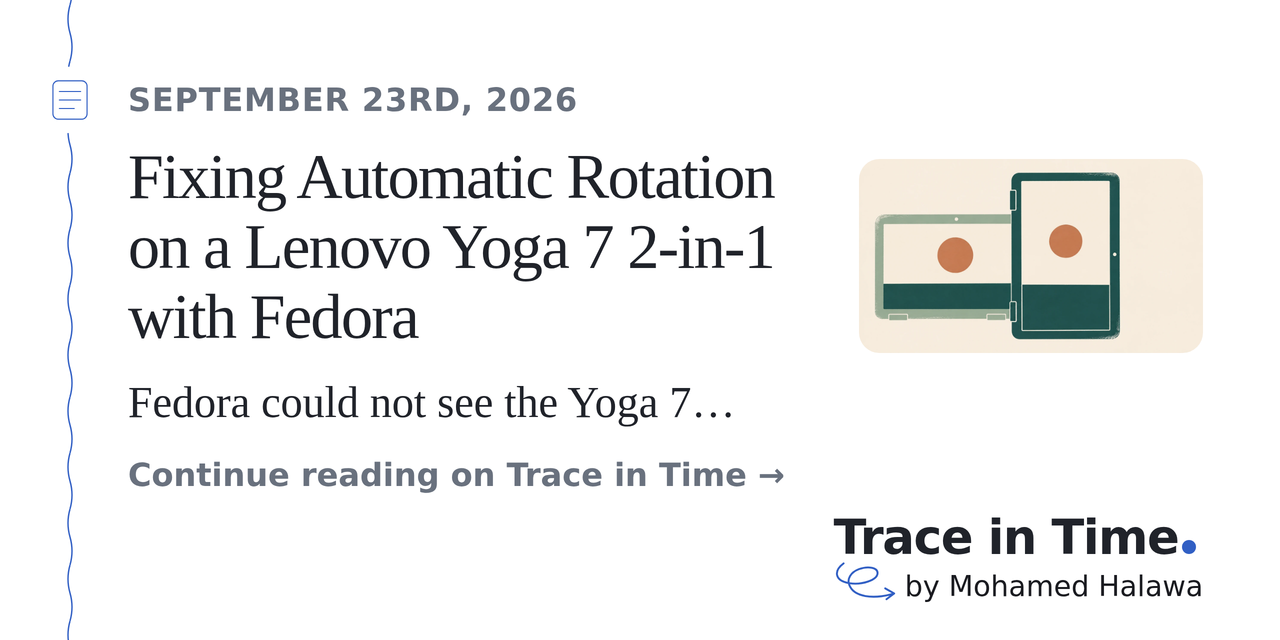 SEPTEMBER 23RD, 2026
Fixing Automatic Rotation
on a Lenovo Yoga 7 2-in-1
with Fedora
Fedora could not see the Yoga 7…
Continue reading on Trace in Time →
Trace in Time.
by Mohamed Halawa